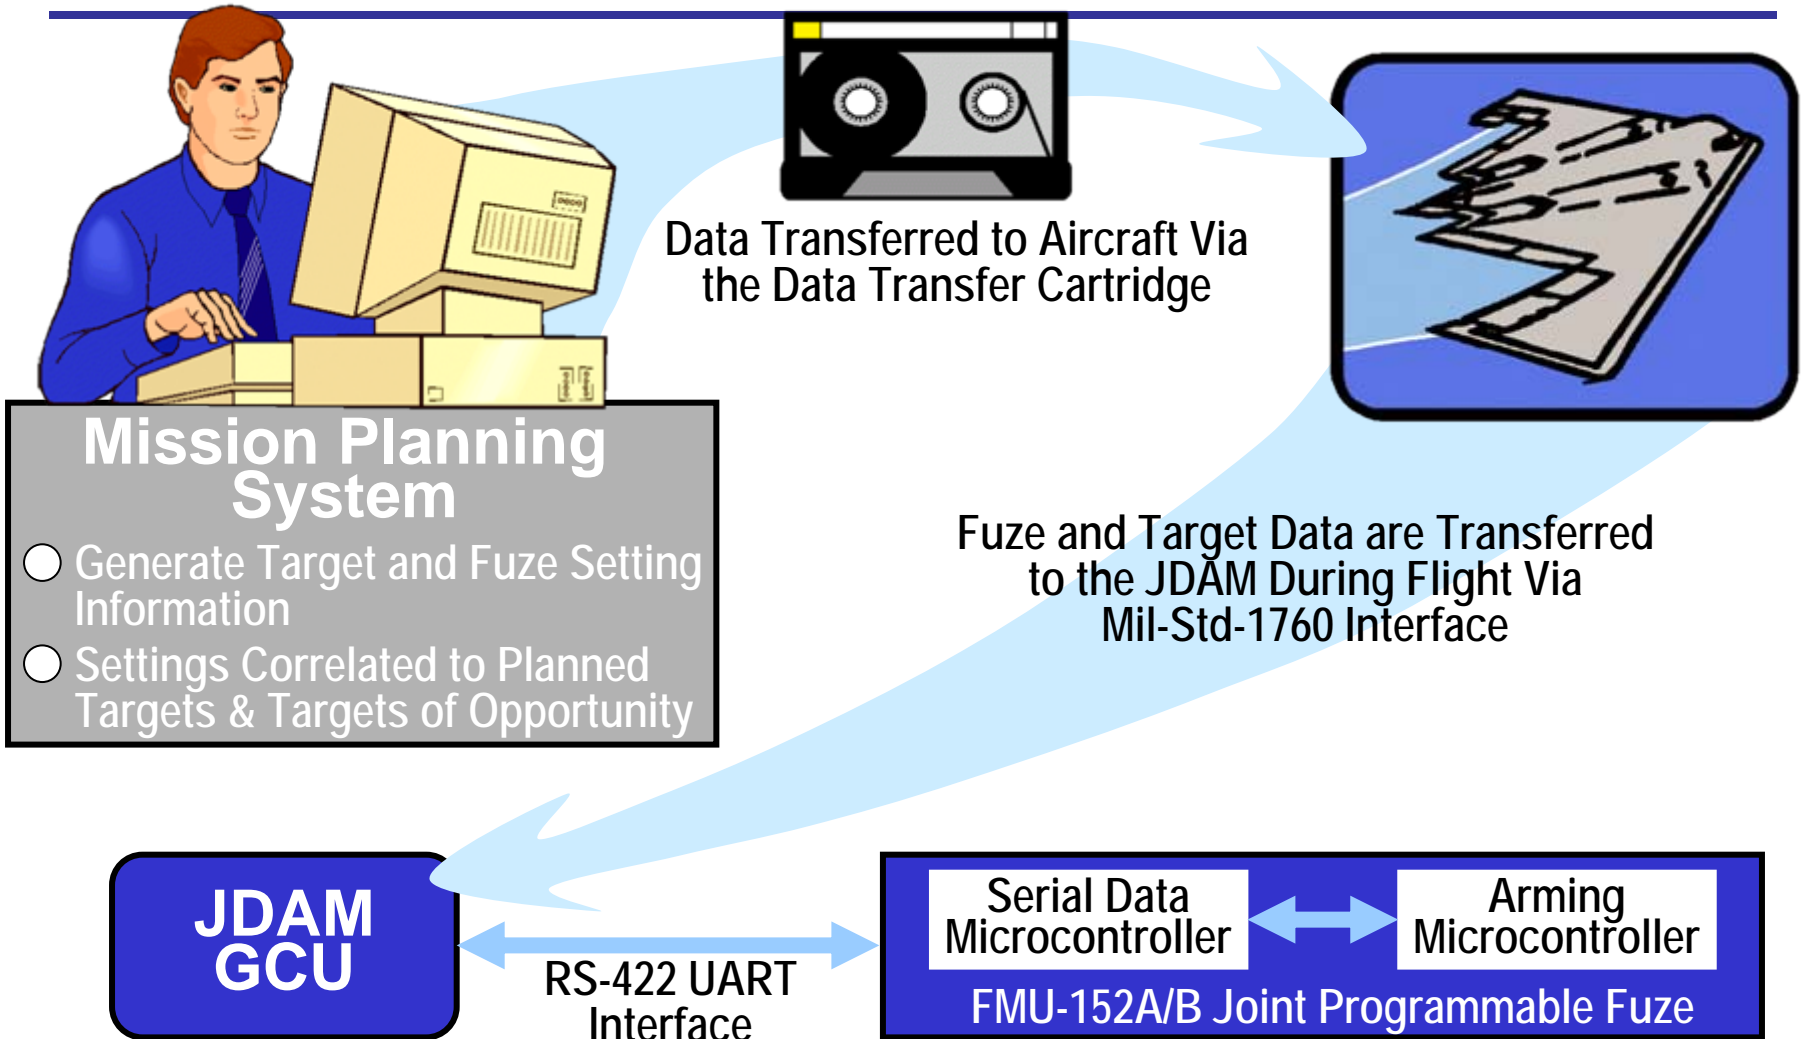 Data Transferred to Aircraft Via
the Data Transfer Cartridge
Mission Planning
System
Generate Target and Fuze Setting
Information
Settings Correlated to Planned
Targets & Targets of Opportunity
Fuze and Target Data are Transferred
to the JDAM During Flight Via
Mil-Std-1760 Interface
JDAM
GCU
RS-422 UART
Interface
Serial Data
Microcontroller
Arming
Microcontroller
FMU-152A/B Joint Programmable Fuze